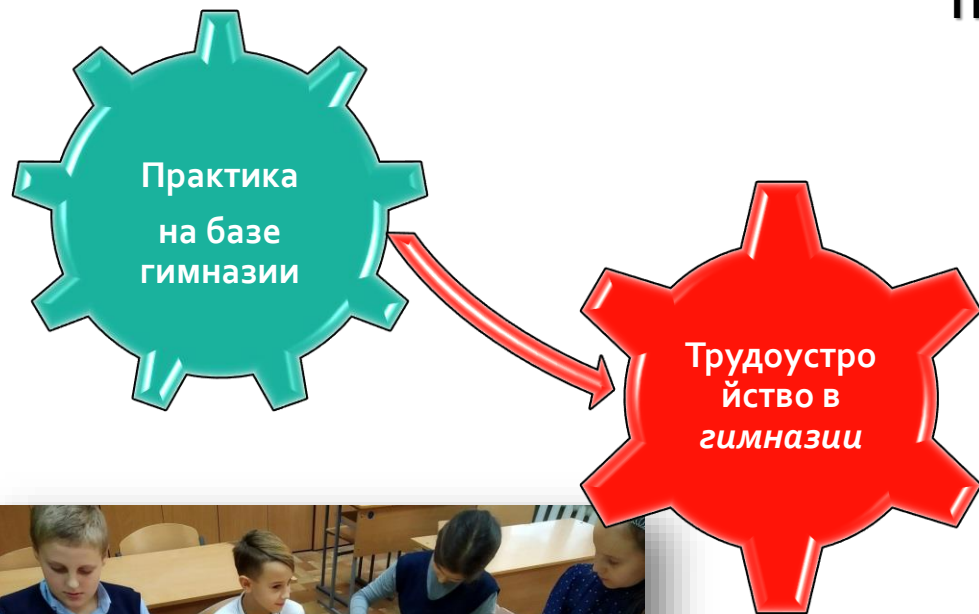 Практика
на базе
гимназии
Трудоустро
йство в
гимназии